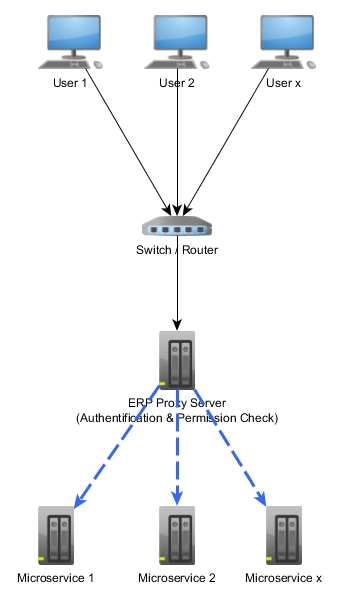 User 1
User 2
User x
Switch / Router
ERP Proxy Server
(Authentification & Permission Check)
Microservice 1
Microservice 2
Microservice x